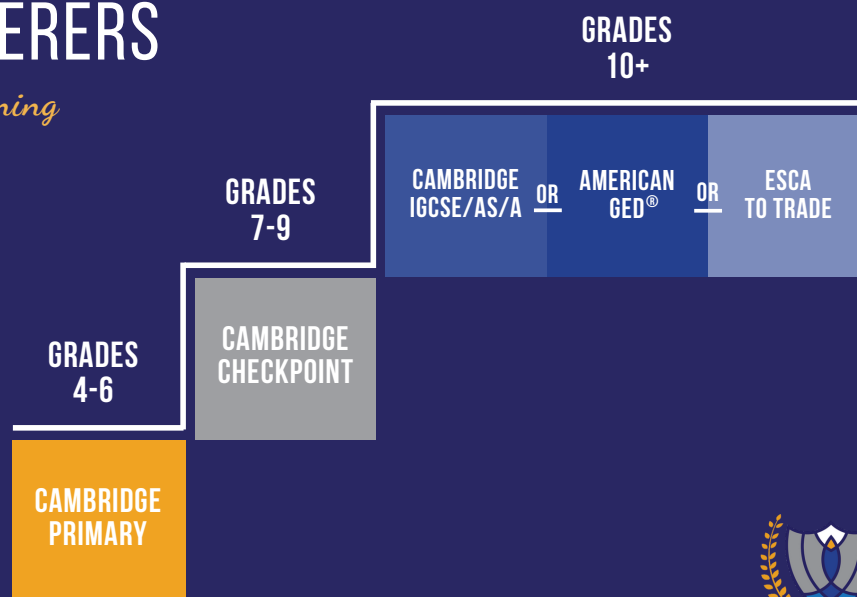 ERERS
ning
GRADES
10+
CAMBRIDGE
IGCSE/AS/A
OR
AMERICAN
GED®
OR
ESCA
TO TRADE
GRADES
7-9
CAMBRIDGE
CHECKPOINT
GRADES
4-6
CAMBRIDGE
PRIMARY